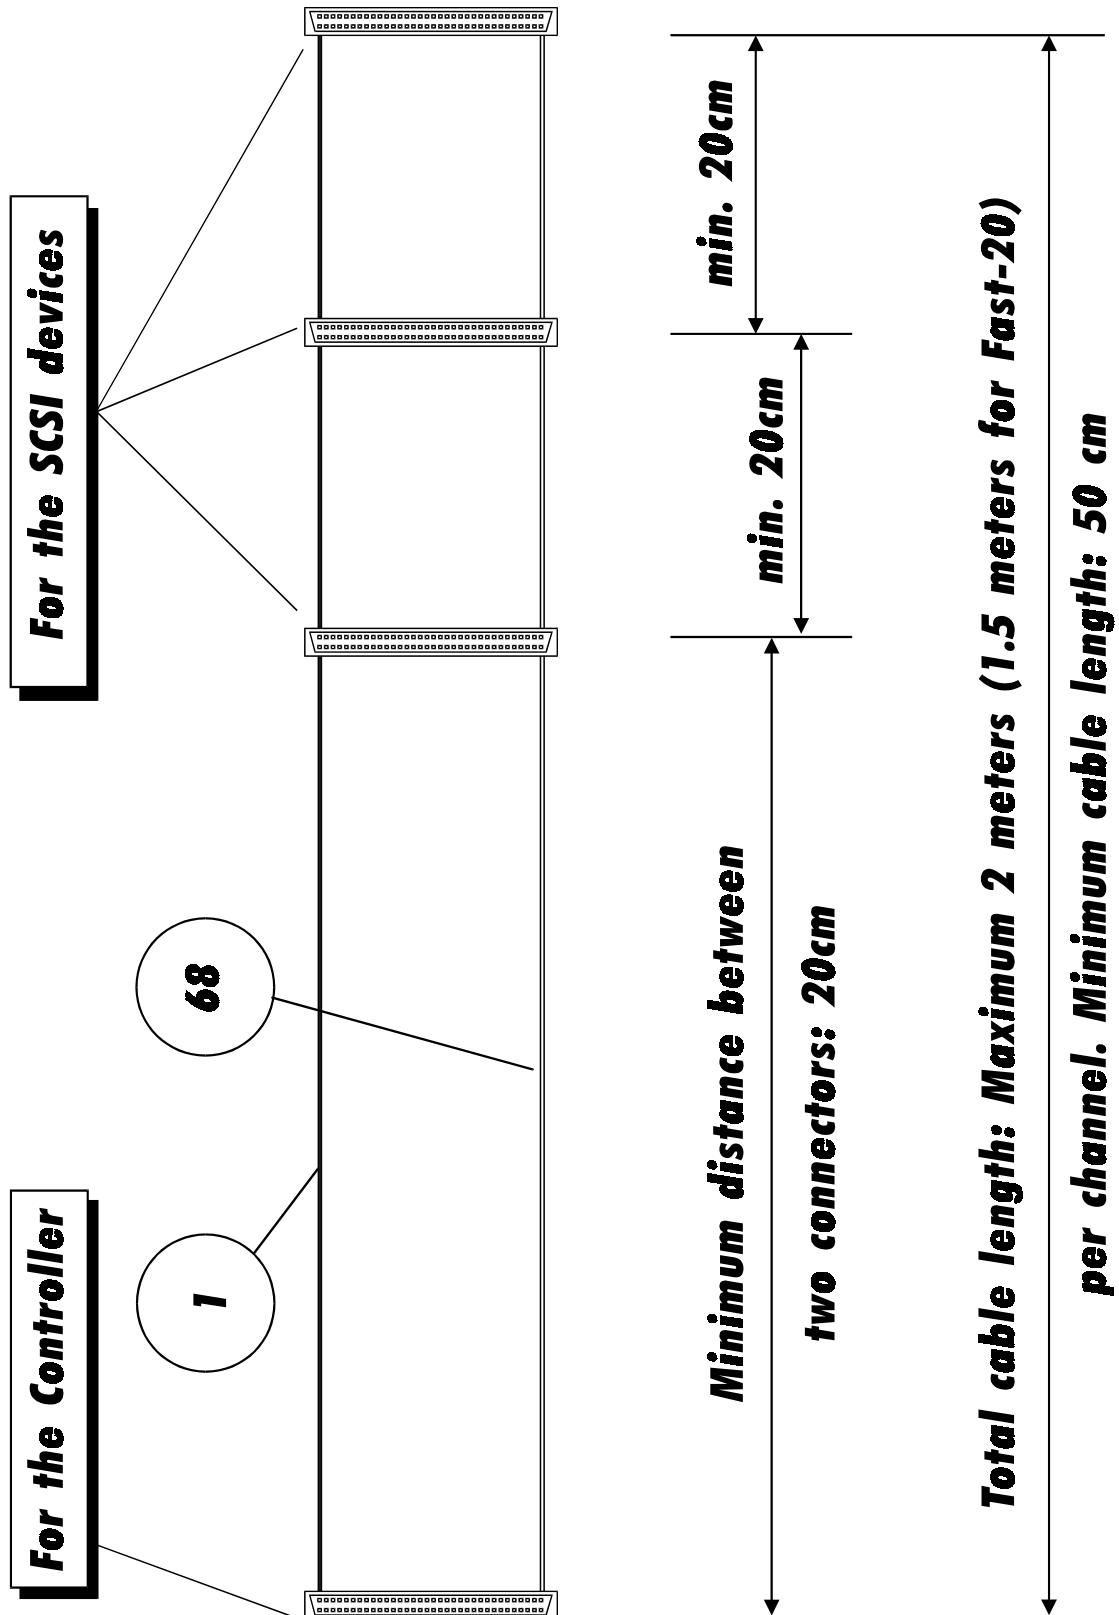 For the Controller
For the SCSI devices
1
68
Minimum distance between
two connectors: 20cm
min. 20cm
min. 20cm
Total cable length: Maximum 2 meters (1.5 meters for Fast-20)
per channel. Minimum cable length: 50 cm